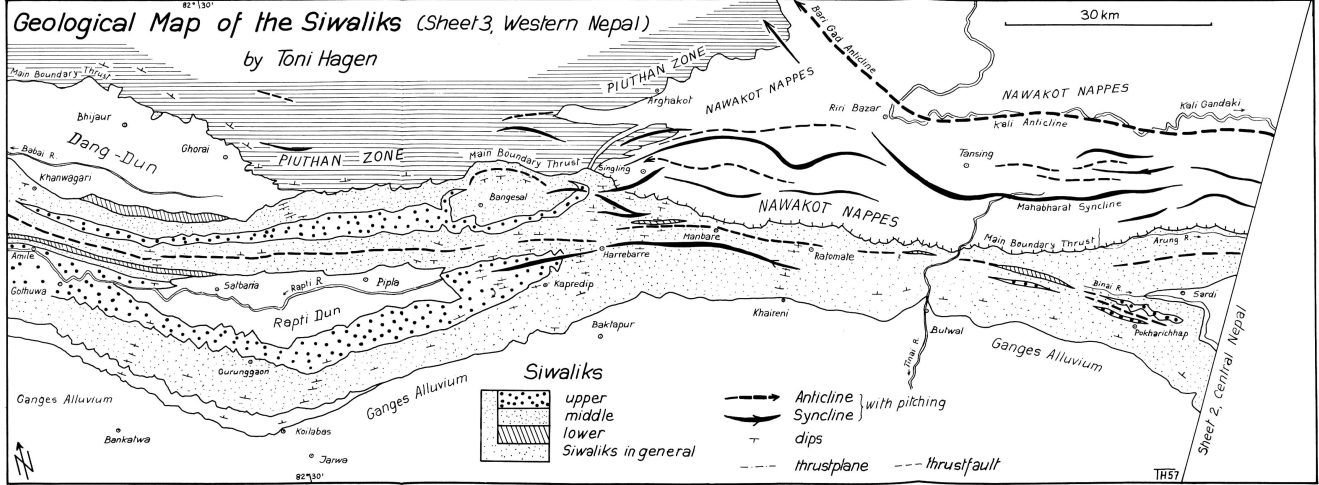 82°30'
Geological Map of the Siwaliks (Sheet 3, Western Nepal)
by Toni Hagen
30 km
Bari Gad Anticline
Main Boundary Thrust
PIUTHAN ZONE
Arghakot
NAWAKOT NAPPES
NAWAKOT NAPPES
Riri Bazar
Kali Gandaki
Kali Anticline
Bhijaur
Dang-Dun
Ghorai
PIUTHAN ZONE
Main Boundary Thrust
Singling
Tansing
Babai R.
Khanwagari
Bangesal
NAWAKOT NAPPES
Mahabharat Syncline
Manbare
Main Boundary Thrust
Arung R.
Amile
Harrebarre
Ratomate
Gothuwa
Salbaria
Rapti R.
Pipla
Kapredip
Binai R.
Sardi
Rapti Dun
Khaireni
Butwal
Pokharichhap
Baktapur
Tinai R.
Ganges Alluvium
Gurunggaon
Ganges Alluvium
Ganges Alluvium
Bankatwa
Koilabas
Jarwa
82°30'
N
Siwaliks
upper
middle
lower
Siwaliks in general
Anticline
Syncline
with pitching
dips
thrustplane
thrustfault
Sheet 2, Central Nepal
TH57